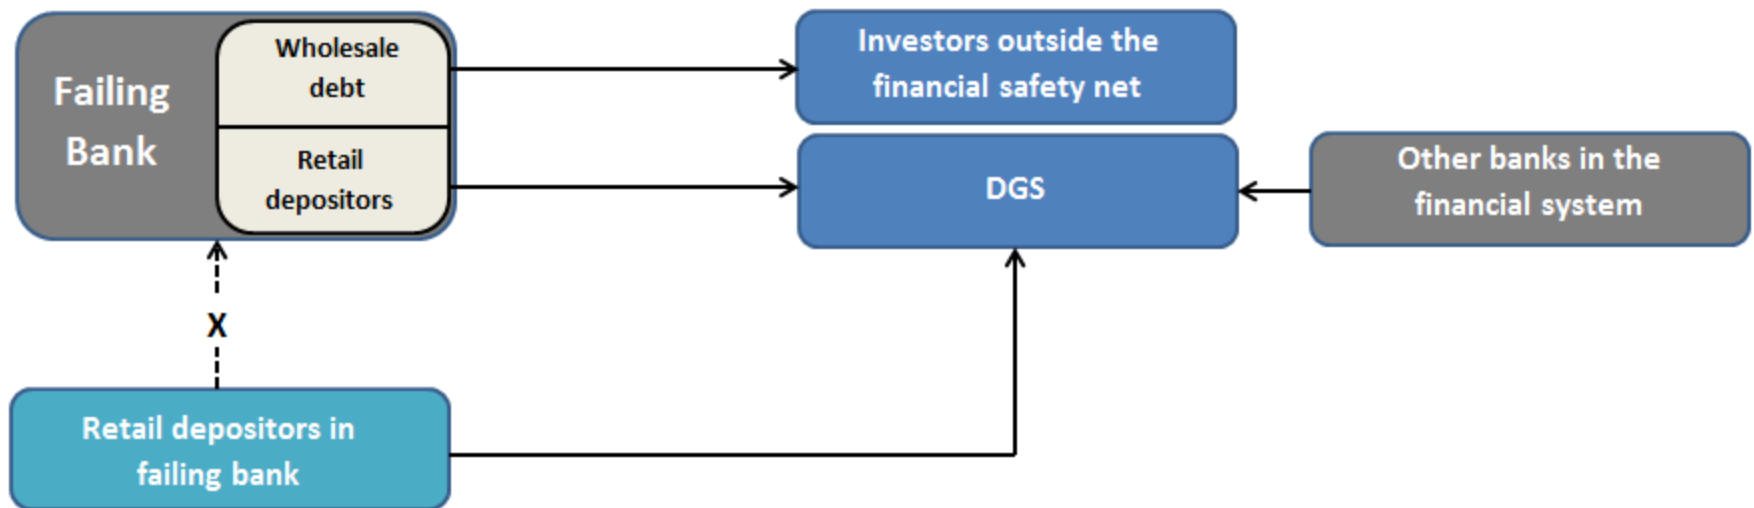 Failing
Bank
Wholesale
debt
Retail
depositors
Investors outside the
financial safety net
DGS
Other banks in the
financial system
X
Retail depositors in
failing bank